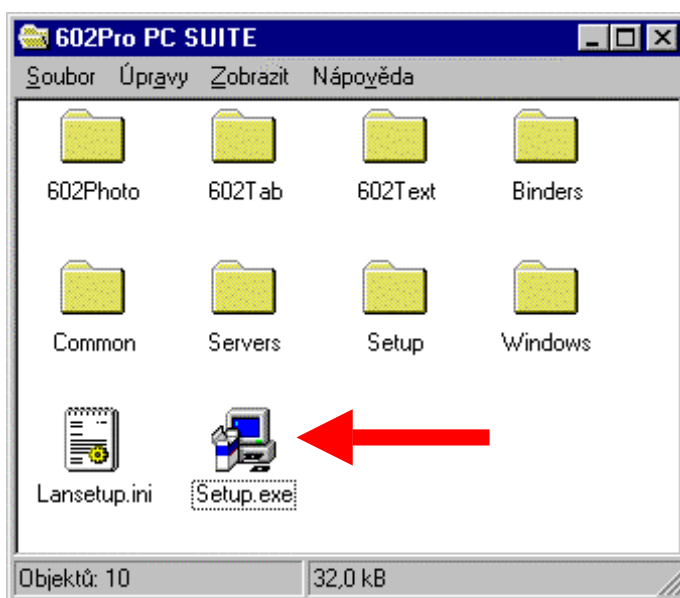 602Pro PC SUITE
Soubor Úpravy Zobrazit Nápověda
602Photo 602Tab 602Text Binders
Common Servers Setup Windows
Lansetup.ini Setup.exe
Objektů: 10 32,0 kB